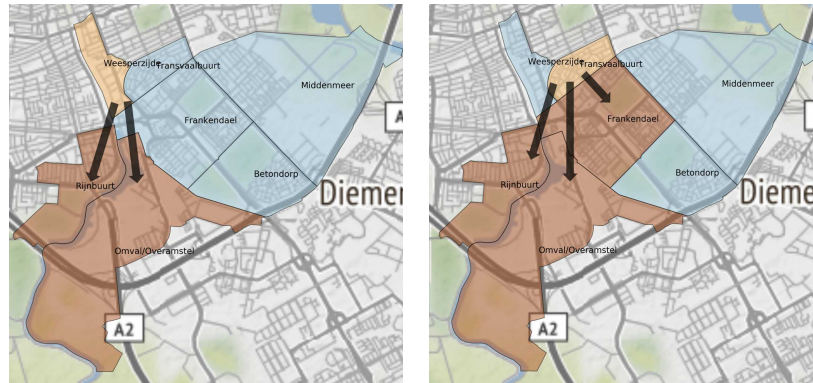 Weesperzijde
Transvaalbuurt
Middenmeer
Frankendael
Betondorp
Rijnbuurt
Omval/Overamstel
Diemen
A2
A
Weesperzijde
Transvaalbuurt
Middenmeer
Frankendael
Betondorp
Rijnbuurt
Omval/Overamstel
Dieme
A2